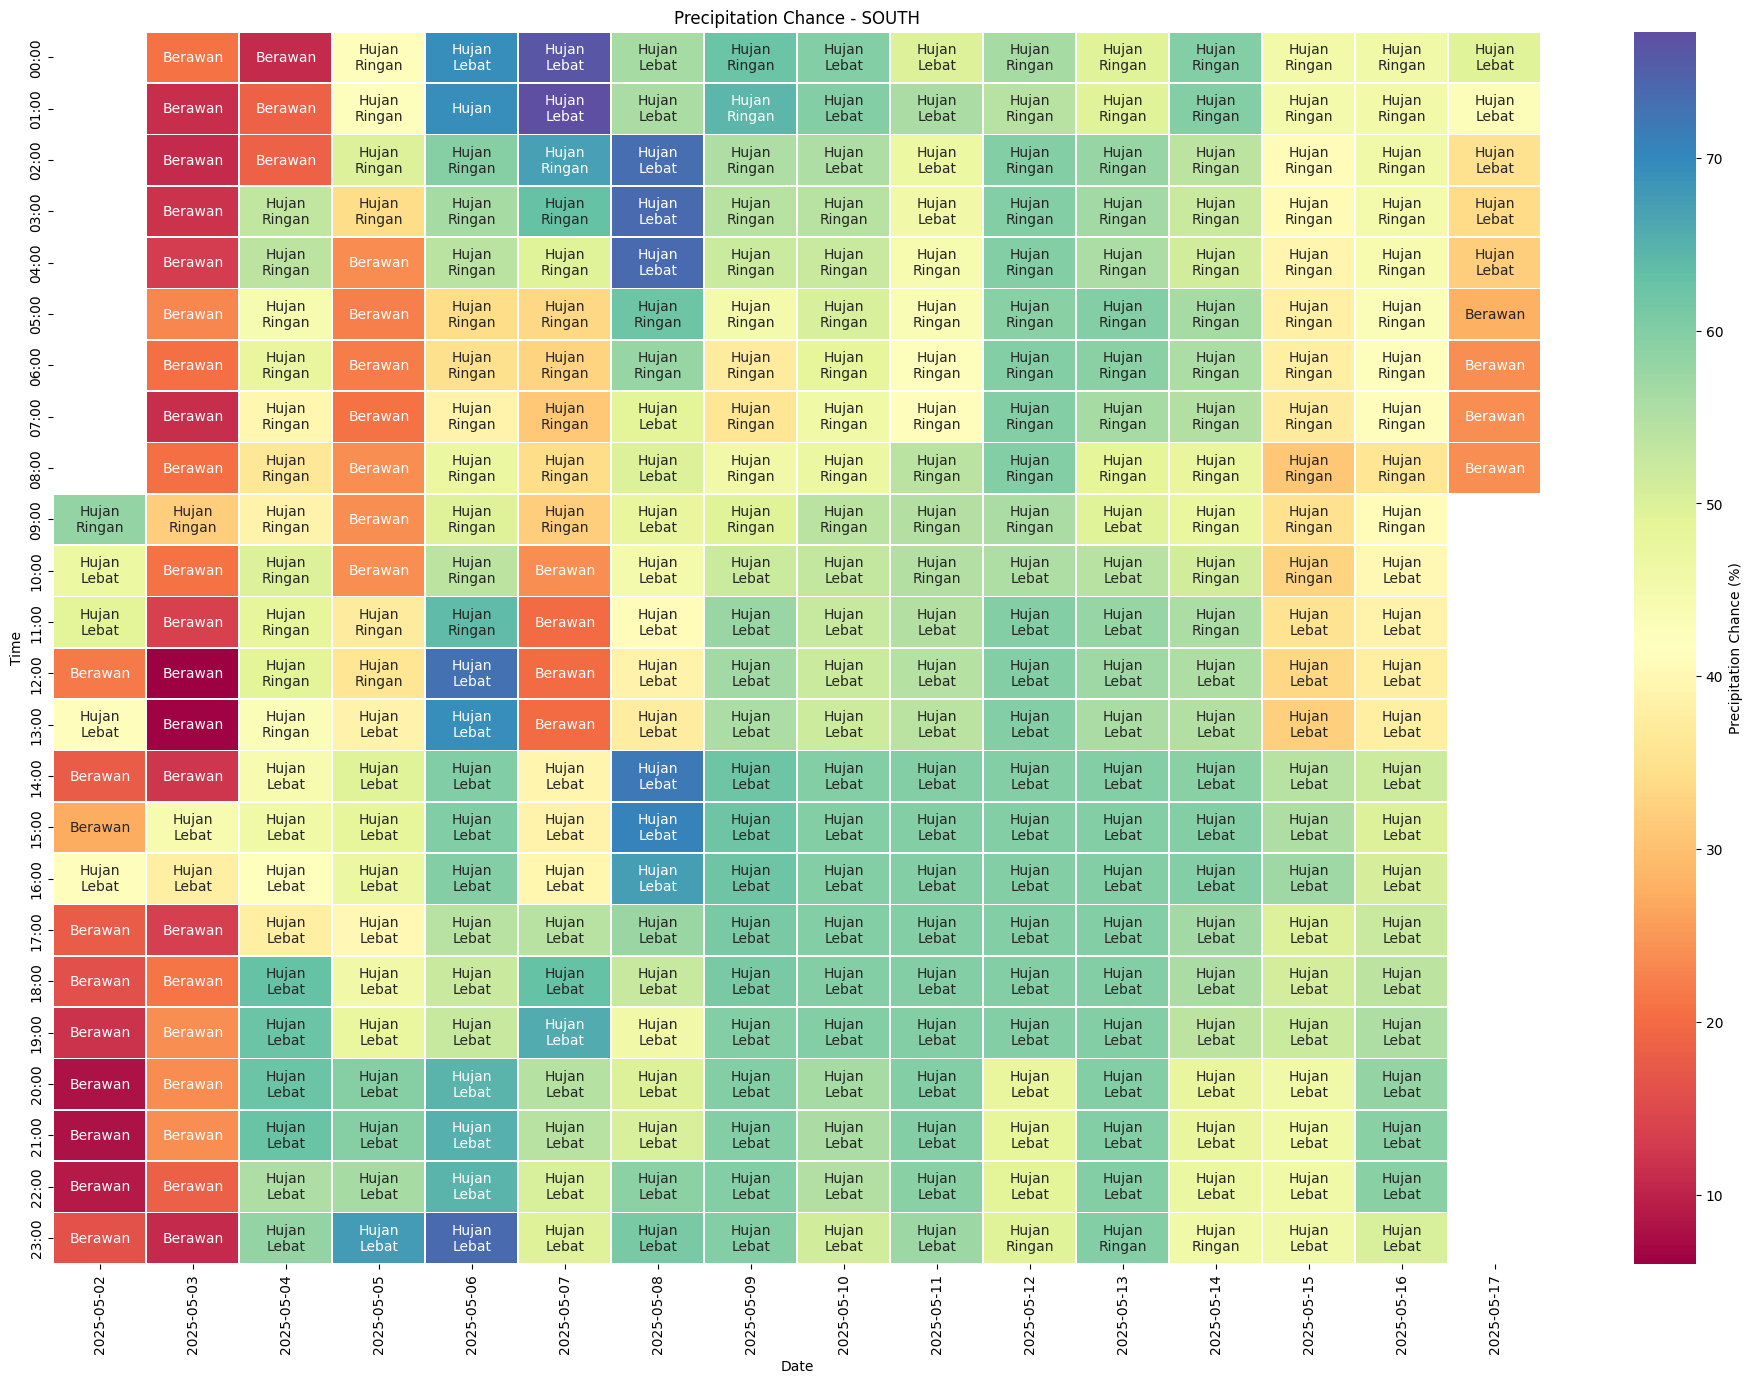 Precipitation Chance - SOUTH
00:00 Berawan Berawan Hujan Ringan Hujan Lebat Hujan Lebat Hujan Lebat Hujan Ringan Hujan Lebat Hujan Lebat Hujan Ringan Hujan Ringan Hujan Ringan Hujan Ringan Hujan Ringan Hujan Lebat
01:00 Berawan Berawan Hujan Ringan Hujan Hujan Lebat Hujan Lebat Hujan Ringan Hujan Lebat Hujan Lebat Hujan Ringan Hujan Ringan Hujan Ringan Hujan Ringan Hujan Ringan Hujan Lebat
02:00 Berawan Berawan Hujan Ringan Hujan Ringan Hujan Ringan Hujan Lebat Hujan Ringan Hujan Lebat Hujan Lebat Hujan Ringan Hujan Ringan Hujan Ringan Hujan Ringan Hujan Ringan Hujan Lebat
03:00 Berawan Hujan Ringan Hujan Ringan Hujan Ringan Hujan Ringan Hujan Lebat Hujan Ringan Hujan Ringan Hujan Lebat Hujan Ringan Hujan Ringan Hujan Ringan Hujan Ringan Hujan Ringan Hujan Lebat
04:00 Berawan Hujan Ringan Berawan Hujan Ringan Hujan Ringan Hujan Lebat Hujan Ringan Hujan Ringan Hujan Ringan Hujan Ringan Hujan Ringan Hujan Ringan Hujan Ringan Hujan Ringan Hujan Lebat
05:00 Berawan Hujan Ringan Berawan Hujan Ringan Hujan Ringan Hujan Ringan Hujan Ringan Hujan Ringan Hujan Ringan Hujan Ringan Hujan Ringan Hujan Ringan Hujan Ringan Hujan Ringan Berawan
06:00 Berawan Hujan Ringan Berawan Hujan Ringan Hujan Ringan Hujan Ringan Hujan Ringan Hujan Ringan Hujan Ringan Hujan Ringan Hujan Ringan Hujan Ringan Hujan Ringan Hujan Ringan Berawan
07:00 Berawan Hujan Ringan Berawan Hujan Ringan Hujan Ringan Hujan Lebat Hujan Ringan Hujan Ringan Hujan Ringan Hujan Ringan Hujan Ringan Hujan Ringan Hujan Ringan Hujan Ringan Berawan
08:00 Berawan Hujan Ringan Berawan Hujan Ringan Hujan Ringan Hujan Lebat Hujan Ringan Hujan Ringan Hujan Ringan Hujan Ringan Hujan Ringan Hujan Ringan Hujan Ringan Hujan Ringan Berawan
09:00 Hujan Ringan Hujan Ringan Hujan Ringan Berawan Hujan Ringan Hujan Ringan Hujan Lebat Hujan Ringan Hujan Ringan Hujan Ringan Hujan Ringan Hujan Lebat Hujan Ringan Hujan Ringan Hujan Ringan
10:00 Hujan Lebat Berawan Hujan Ringan Berawan Hujan Ringan Berawan Hujan Lebat Hujan Lebat Hujan Lebat Hujan Ringan Hujan Lebat Hujan Lebat Hujan Ringan Hujan Ringan Hujan Lebat
11:00 Hujan Lebat Berawan Hujan Ringan Hujan Ringan Hujan Ringan Berawan Hujan Lebat Hujan Lebat Hujan Lebat Hujan Lebat Hujan Lebat Hujan Lebat Hujan Ringan Hujan Lebat Hujan Lebat
12:00 Berawan Berawan Hujan Ringan Hujan Ringan Hujan Lebat Berawan Hujan Lebat Hujan Lebat Hujan Lebat Hujan Lebat Hujan Lebat Hujan Lebat Hujan Lebat Hujan Lebat Hujan Lebat
13:00 Hujan Lebat Berawan Hujan Ringan Hujan Lebat Hujan Lebat Berawan Hujan Lebat Hujan Lebat Hujan Lebat Hujan Lebat Hujan Lebat Hujan Lebat Hujan Lebat Hujan Lebat Hujan Lebat
14:00 Berawan Berawan Hujan Lebat Hujan Lebat Hujan Lebat Hujan Lebat Hujan Lebat Hujan Lebat Hujan Lebat Hujan Lebat Hujan Lebat Hujan Lebat Hujan Lebat Hujan Lebat Hujan Lebat
15:00 Berawan Hujan Lebat Hujan Lebat Hujan Lebat Hujan Lebat Hujan Lebat Hujan Lebat Hujan Lebat Hujan Lebat Hujan Lebat Hujan Lebat Hujan Lebat Hujan Lebat Hujan Lebat Hujan Lebat
16:00 Hujan Lebat Hujan Lebat Hujan Lebat Hujan Lebat Hujan Lebat Hujan Lebat Hujan Lebat Hujan Lebat Hujan Lebat Hujan Lebat Hujan Lebat Hujan Lebat Hujan Lebat Hujan Lebat Hujan Lebat
17:00 Berawan Berawan Hujan Lebat Hujan Lebat Hujan Lebat Hujan Lebat Hujan Lebat Hujan Lebat Hujan Lebat Hujan Lebat Hujan Lebat Hujan Lebat Hujan Lebat Hujan Lebat Hujan Lebat
18:00 Berawan Berawan Hujan Lebat Hujan Lebat Hujan Lebat Hujan Lebat Hujan Lebat Hujan Lebat Hujan Lebat Hujan Lebat Hujan Lebat Hujan Lebat Hujan Lebat Hujan Lebat Hujan Lebat
19:00 Berawan Berawan Hujan Lebat Hujan Lebat Hujan Lebat Hujan Lebat Hujan Lebat Hujan Lebat Hujan Lebat Hujan Lebat Hujan Lebat Hujan Lebat Hujan Lebat Hujan Lebat Hujan Lebat
20:00 Berawan Berawan Hujan Lebat Hujan Lebat Hujan Lebat Hujan Lebat Hujan Lebat Hujan Lebat Hujan Lebat Hujan Lebat Hujan Lebat Hujan Lebat Hujan Lebat Hujan Lebat Hujan Lebat
21:00 Berawan Berawan Hujan Lebat Hujan Lebat Hujan Lebat Hujan Lebat Hujan Lebat Hujan Lebat Hujan Lebat Hujan Lebat Hujan Lebat Hujan Lebat Hujan Lebat Hujan Lebat Hujan Lebat
22:00 Berawan Berawan Hujan Lebat Hujan Lebat Hujan Lebat Hujan Lebat Hujan Lebat Hujan Lebat Hujan Lebat Hujan Lebat Hujan Lebat Hujan Lebat Hujan Lebat Hujan Lebat Hujan Lebat
23:00 Berawan Berawan Hujan Lebat Hujan Lebat Hujan Lebat Hujan Lebat Hujan Lebat Hujan Lebat Hujan Lebat Hujan Lebat Hujan Ringan Hujan Ringan Hujan Ringan Hujan Lebat Hujan Lebat
Time
2025-05-02 2025-05-03 2025-05-04 2025-05-05 2025-05-06 2025-05-07 2025-05-08 2025-05-09 2025-05-10 2025-05-11 2025-05-12 2025-05-13 2025-05-14 2025-05-15 2025-05-16 2025-05-17
Date
70
60
50
40
30
20
10
Precipitation Chance (%)